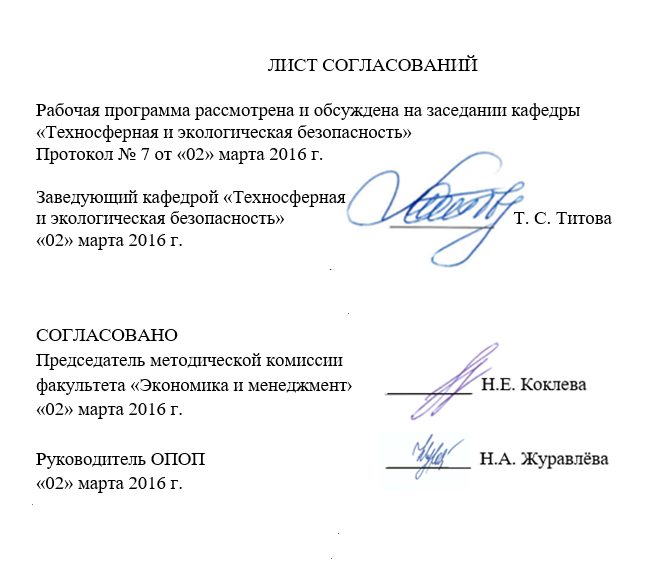 ЛИСТ СОГЛАСОВАНИЙ
Рабочая программа рассмотрена и обсуждена на заседании кафедры
«Техносферная и экологическая безопасность»
Протокол № 7 от «02» марта 2016 г.
Заведующий кафедрой «Техносферная
и экологическая безопасность» Т. С. Титова
«02» марта 2016 г.
СОГЛАСОВАНО
Председатель методической комиссии
факультета «Экономика и менеджмент» Н.Е. Коклева
«02» марта 2016 г.
Руководитель ОПОП Н.А. Журавлёва
«02» марта 2016 г.